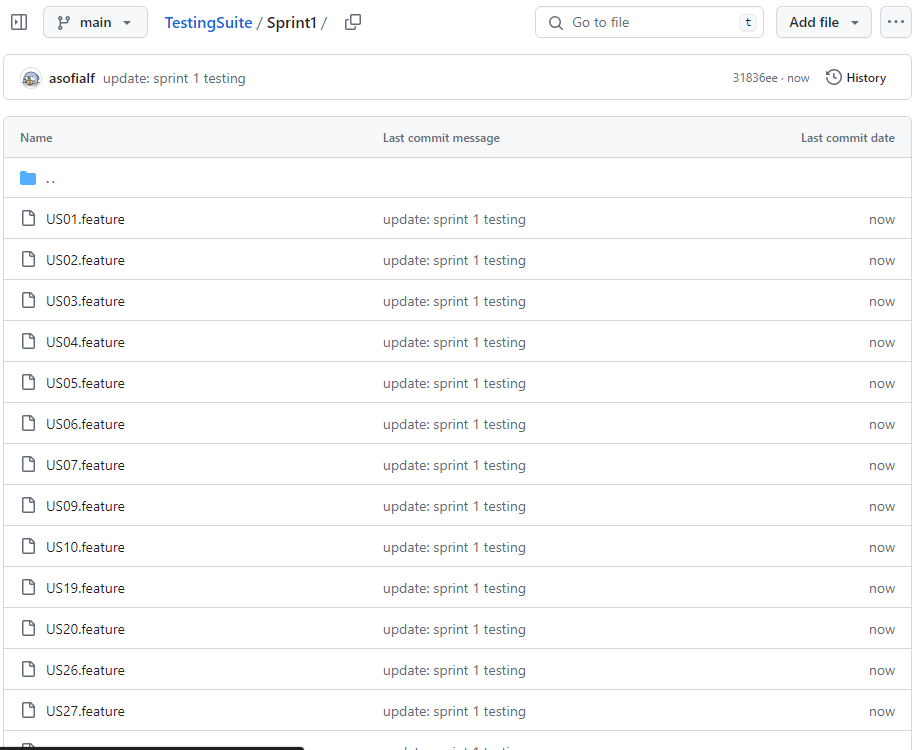 main TestingSuite / Sprint1 / Go to file t Add file ...
asofialf update: sprint 1 testing 31836ee · now History
Name Last commit message Last commit date
..
US01.feature update: sprint 1 testing now
US02.feature update: sprint 1 testing now
US03.feature update: sprint 1 testing now
US04.feature update: sprint 1 testing now
US05.feature update: sprint 1 testing now
US06.feature update: sprint 1 testing now
US07.feature update: sprint 1 testing now
US09.feature update: sprint 1 testing now
US10.feature update: sprint 1 testing now
US19.feature update: sprint 1 testing now
US20.feature update: sprint 1 testing now
US26.feature update: sprint 1 testing now
US27.feature update: sprint 1 testing now